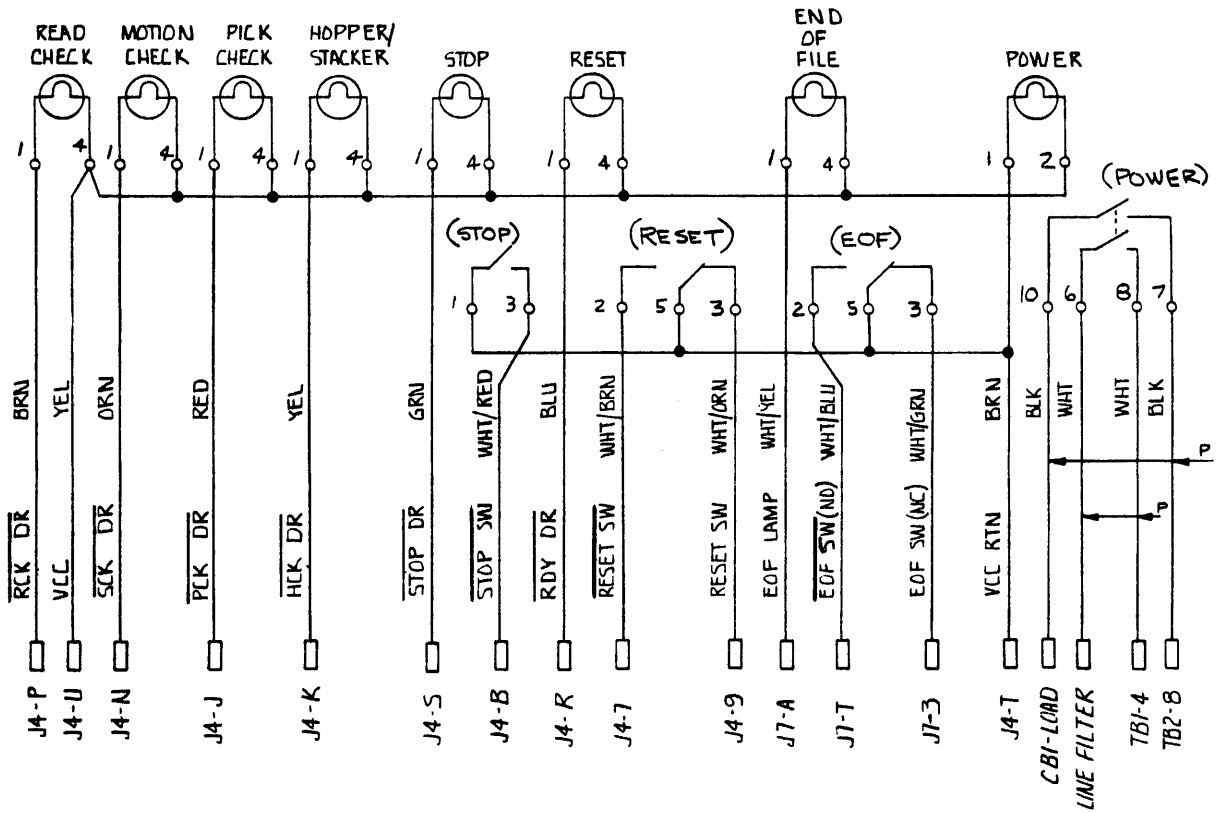 READ
CHECK
MOTION
CHECK
PICK
CHECK
HOPPER/
STACKER
STOP
RESET
END
OF
FILE
POWER
1 4 1 4 1 4 1 4 1 4 1 4 1 4 1 2
(POWER)
(STOP)
(RESET)
(EOF)
1 3 2 5 3 2 5 3 10 6 8 7
BRN
YEL
ORN
RED
YEL
GRN
WHT/RED
BLU
WHT/BRN
WHT/ORN
WHT/YEL
WHT/BLU
WHT/GRN
BRN
BLK
WHT
WHT
BLK
P
P
RCK DR
VCC
SCK DR
PCK DR
HCK DR
STOP DR
STOP SW
RDY DR
RESET SW
RESET SW
EOF LAMP
EOF SW(NO)
EOF SW(NC)
VCC RTN
J4-P
J4-U
J4-N
J4-J
J4-K
J4-S
J4-B
J4-R
J4-7
J4-9
J7-A
J7-T
J7-3
J4-T
CB1-LOAD
LINE FILTER
TB1-4
TB2-8